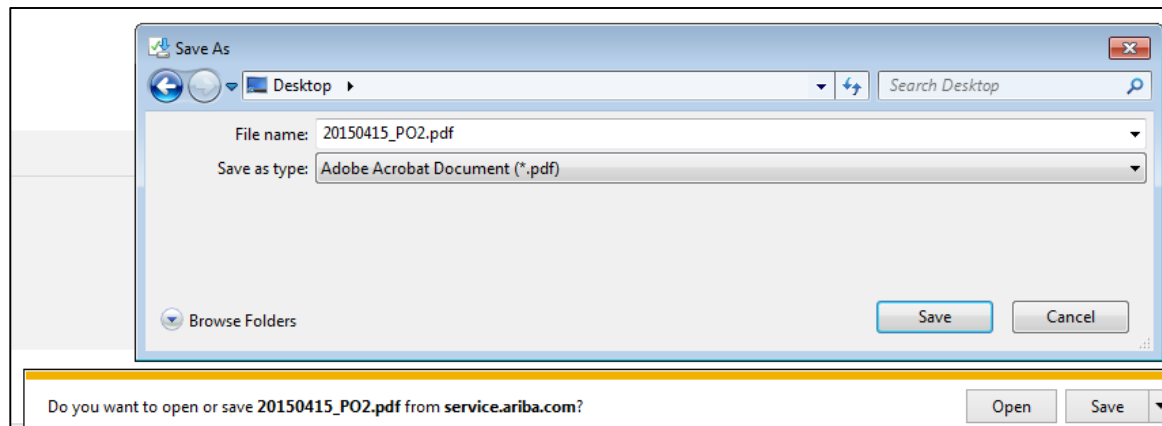 Save As
Desktop
Search Desktop
File name: 20150415_PO2.pdf
Save as type: Adobe Acrobat Document (*.pdf)
Browse Folders
Save Cancel
Do you want to open or save 20150415_PO2.pdf from service.ariba.com? Open Save